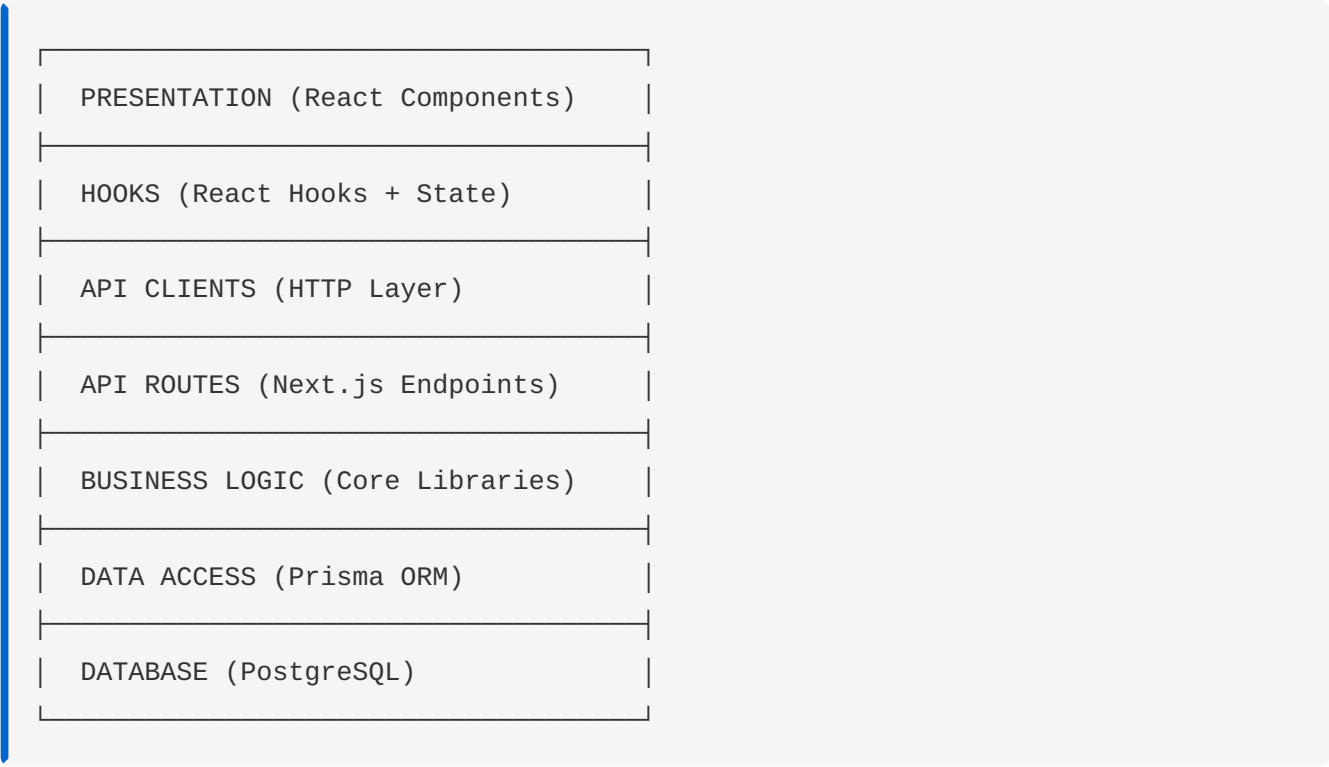 PRESENTATION (React Components)
HOOKS (React Hooks + State)
API CLIENTS (HTTP Layer)
API ROUTES (Next.js Endpoints)
BUSINESS LOGIC (Core Libraries)
DATA ACCESS (Prisma ORM)
DATABASE (PostgreSQL)